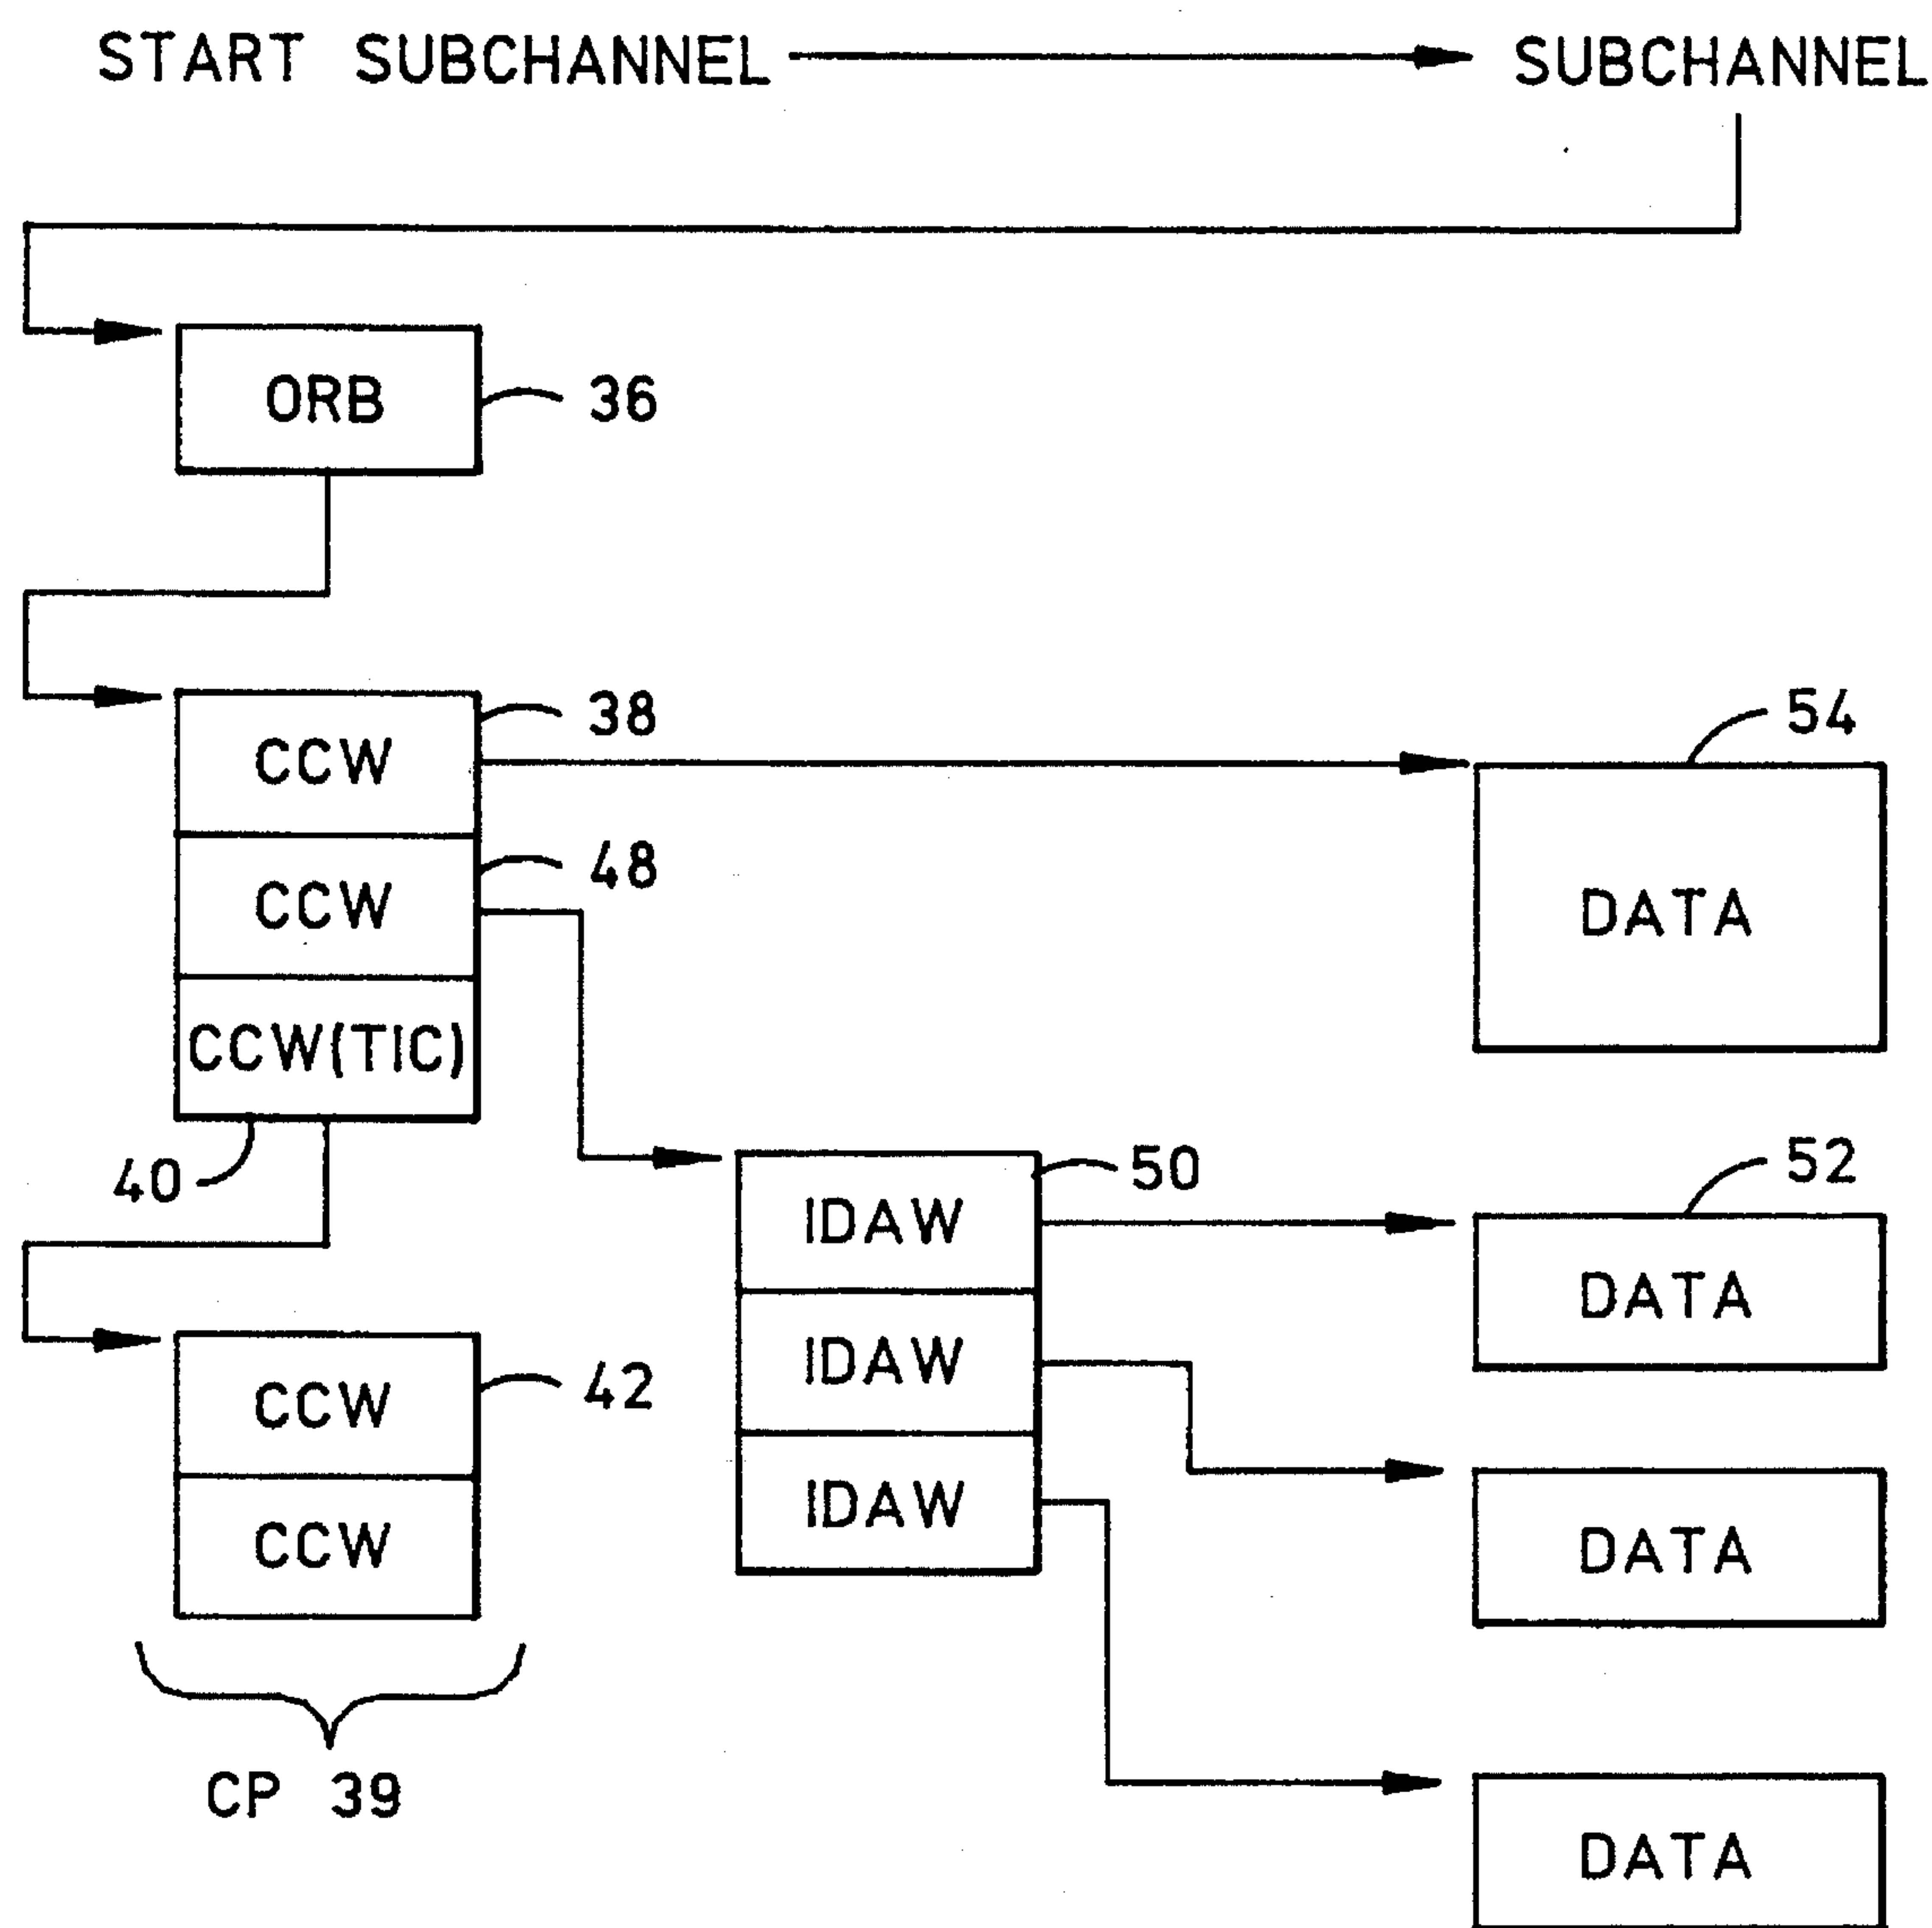 START SUBCHANNEL
SUBCHANNEL
ORB
36
CCW
38
54
DATA
CCW
48
CCW(TIC)
40
IDAW
50
52
DATA
IDAW
CCW
42
IDAW
DATA
CCW
CP 39
DATA